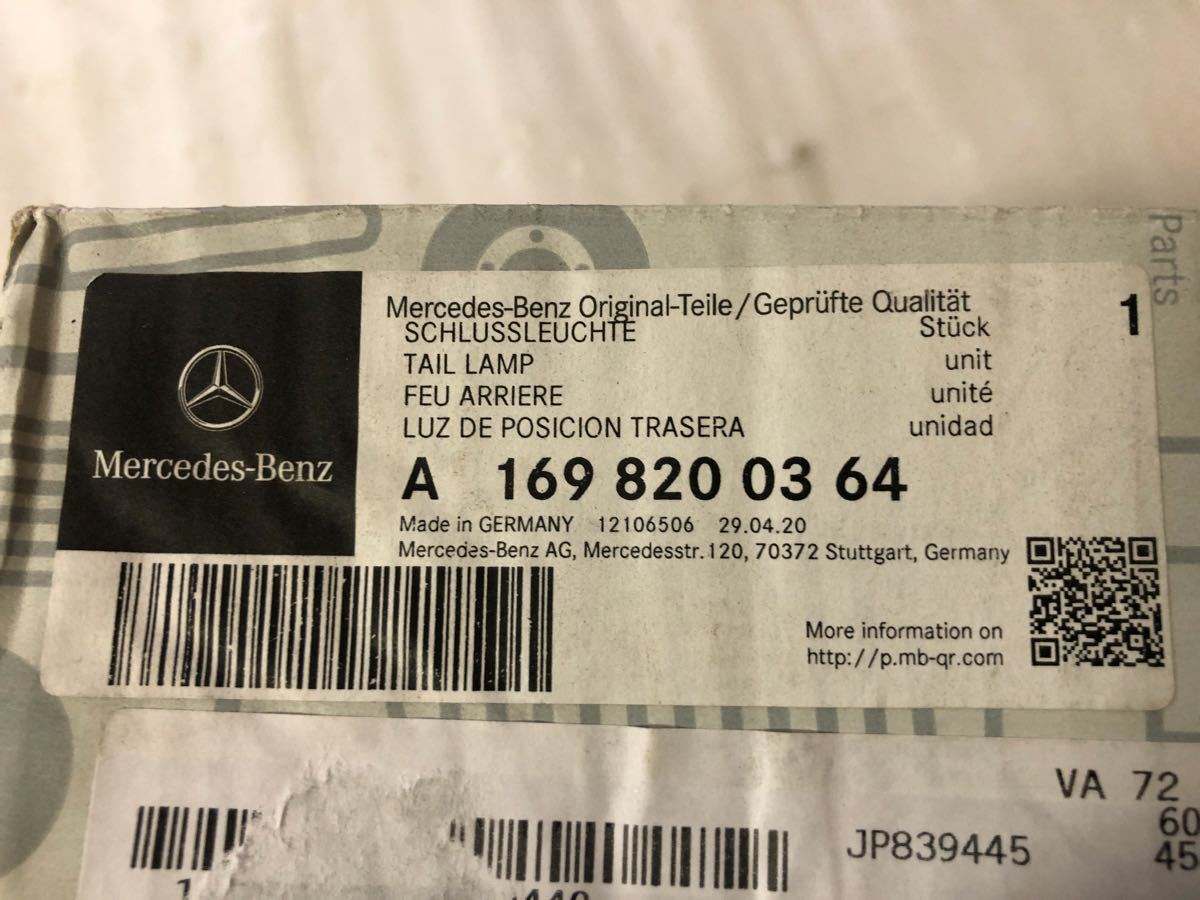 Parts
Mercedes-Benz
Mercedes-Benz Original-Teile/Geprüfte Qualität
1
SCHLUSSLEUCHTE Stück
TAIL LAMP unit
FEU ARRIERE unité
LUZ DE POSICION TRASERA unidad
A 169 820 03 64
Made in GERMANY 12106506 29.04.20
Mercedes-Benz AG, Mercedesstr. 120, 70372 Stuttgart, Germany
More information on
http://p.mb-qr.com
VA 72
60
JP839445 45